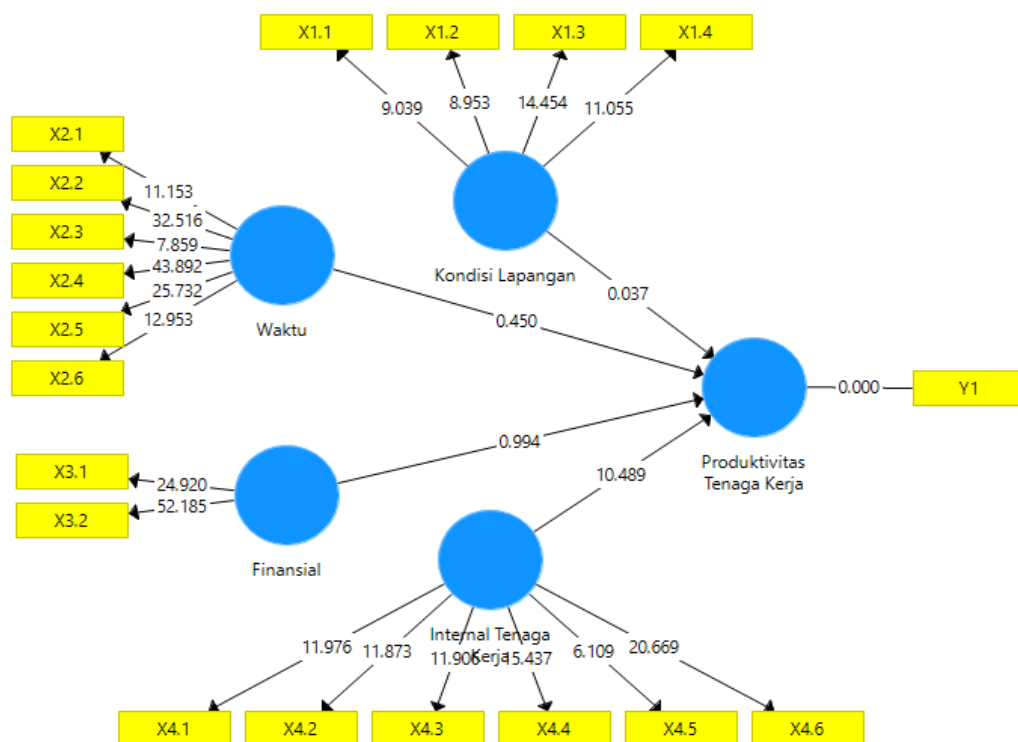 X1.1
X1.2
X1.3
X1.4
9.039
8.953
14.454
11.055
X2.1
X2.2
X2.3
X2.4
X2.5
X2.6
11.153
32.516
7.859
43.892
25.732
12.953
Waktu
Kondisi Lapangan
0.037
0.450
0.000
Y1
Produktivitas
Tenaga Kerja
X3.1
X3.2
24.920
52.185
Finansial
0.994
10.489
Internal Tenaga
Kerja
11.976
11.873
11.906
15.437
6.109
20.669
X4.1
X4.2
X4.3
X4.4
X4.5
X4.6